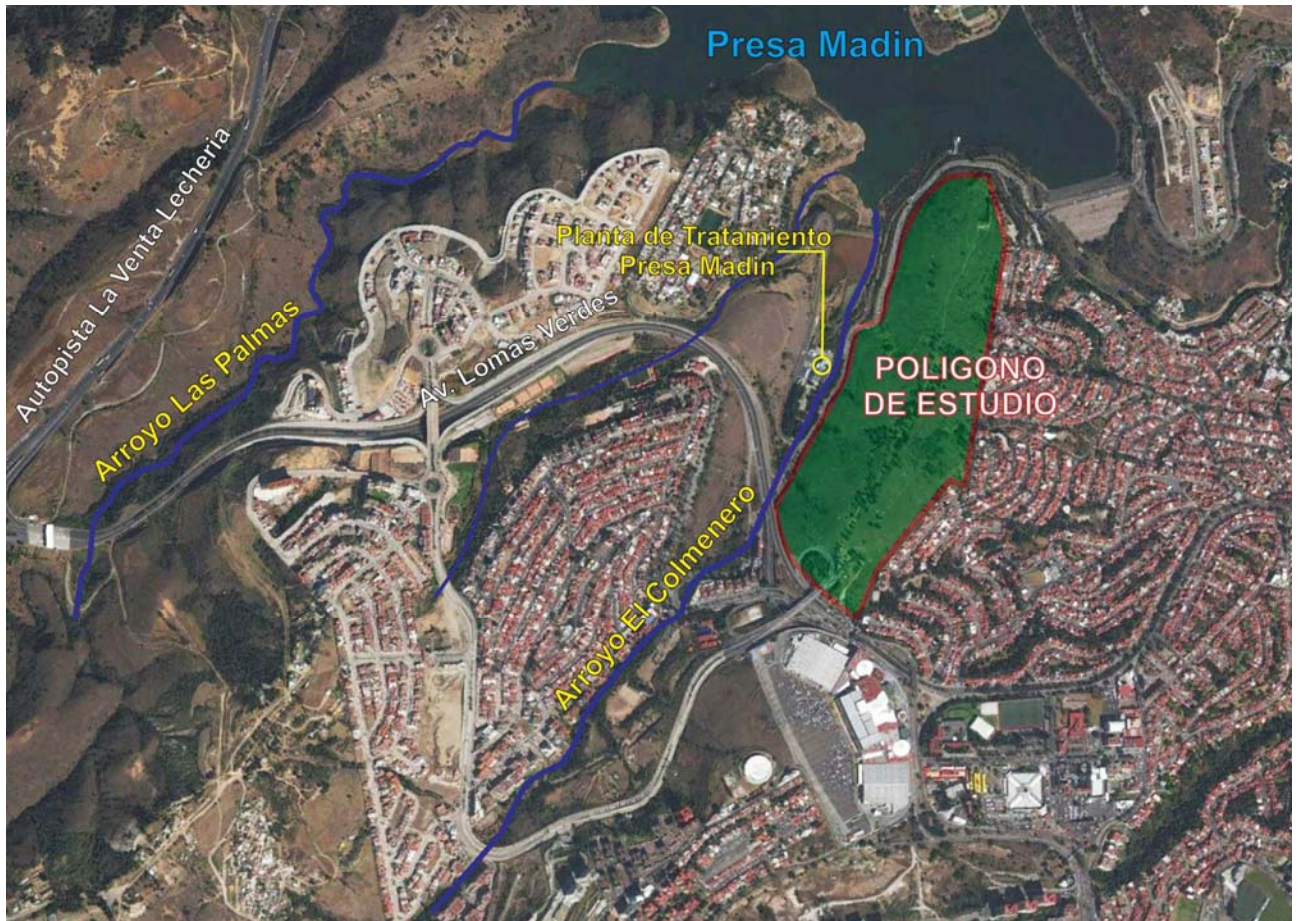 Presa Madin
Autopista La Venta Lecheria
Planta de Tratamiento
Presa Madin
Av. Lomas Verdes
Arroyo Las Palmas
POLIGONO
DE ESTUDIO
Arroyo El Colmenero